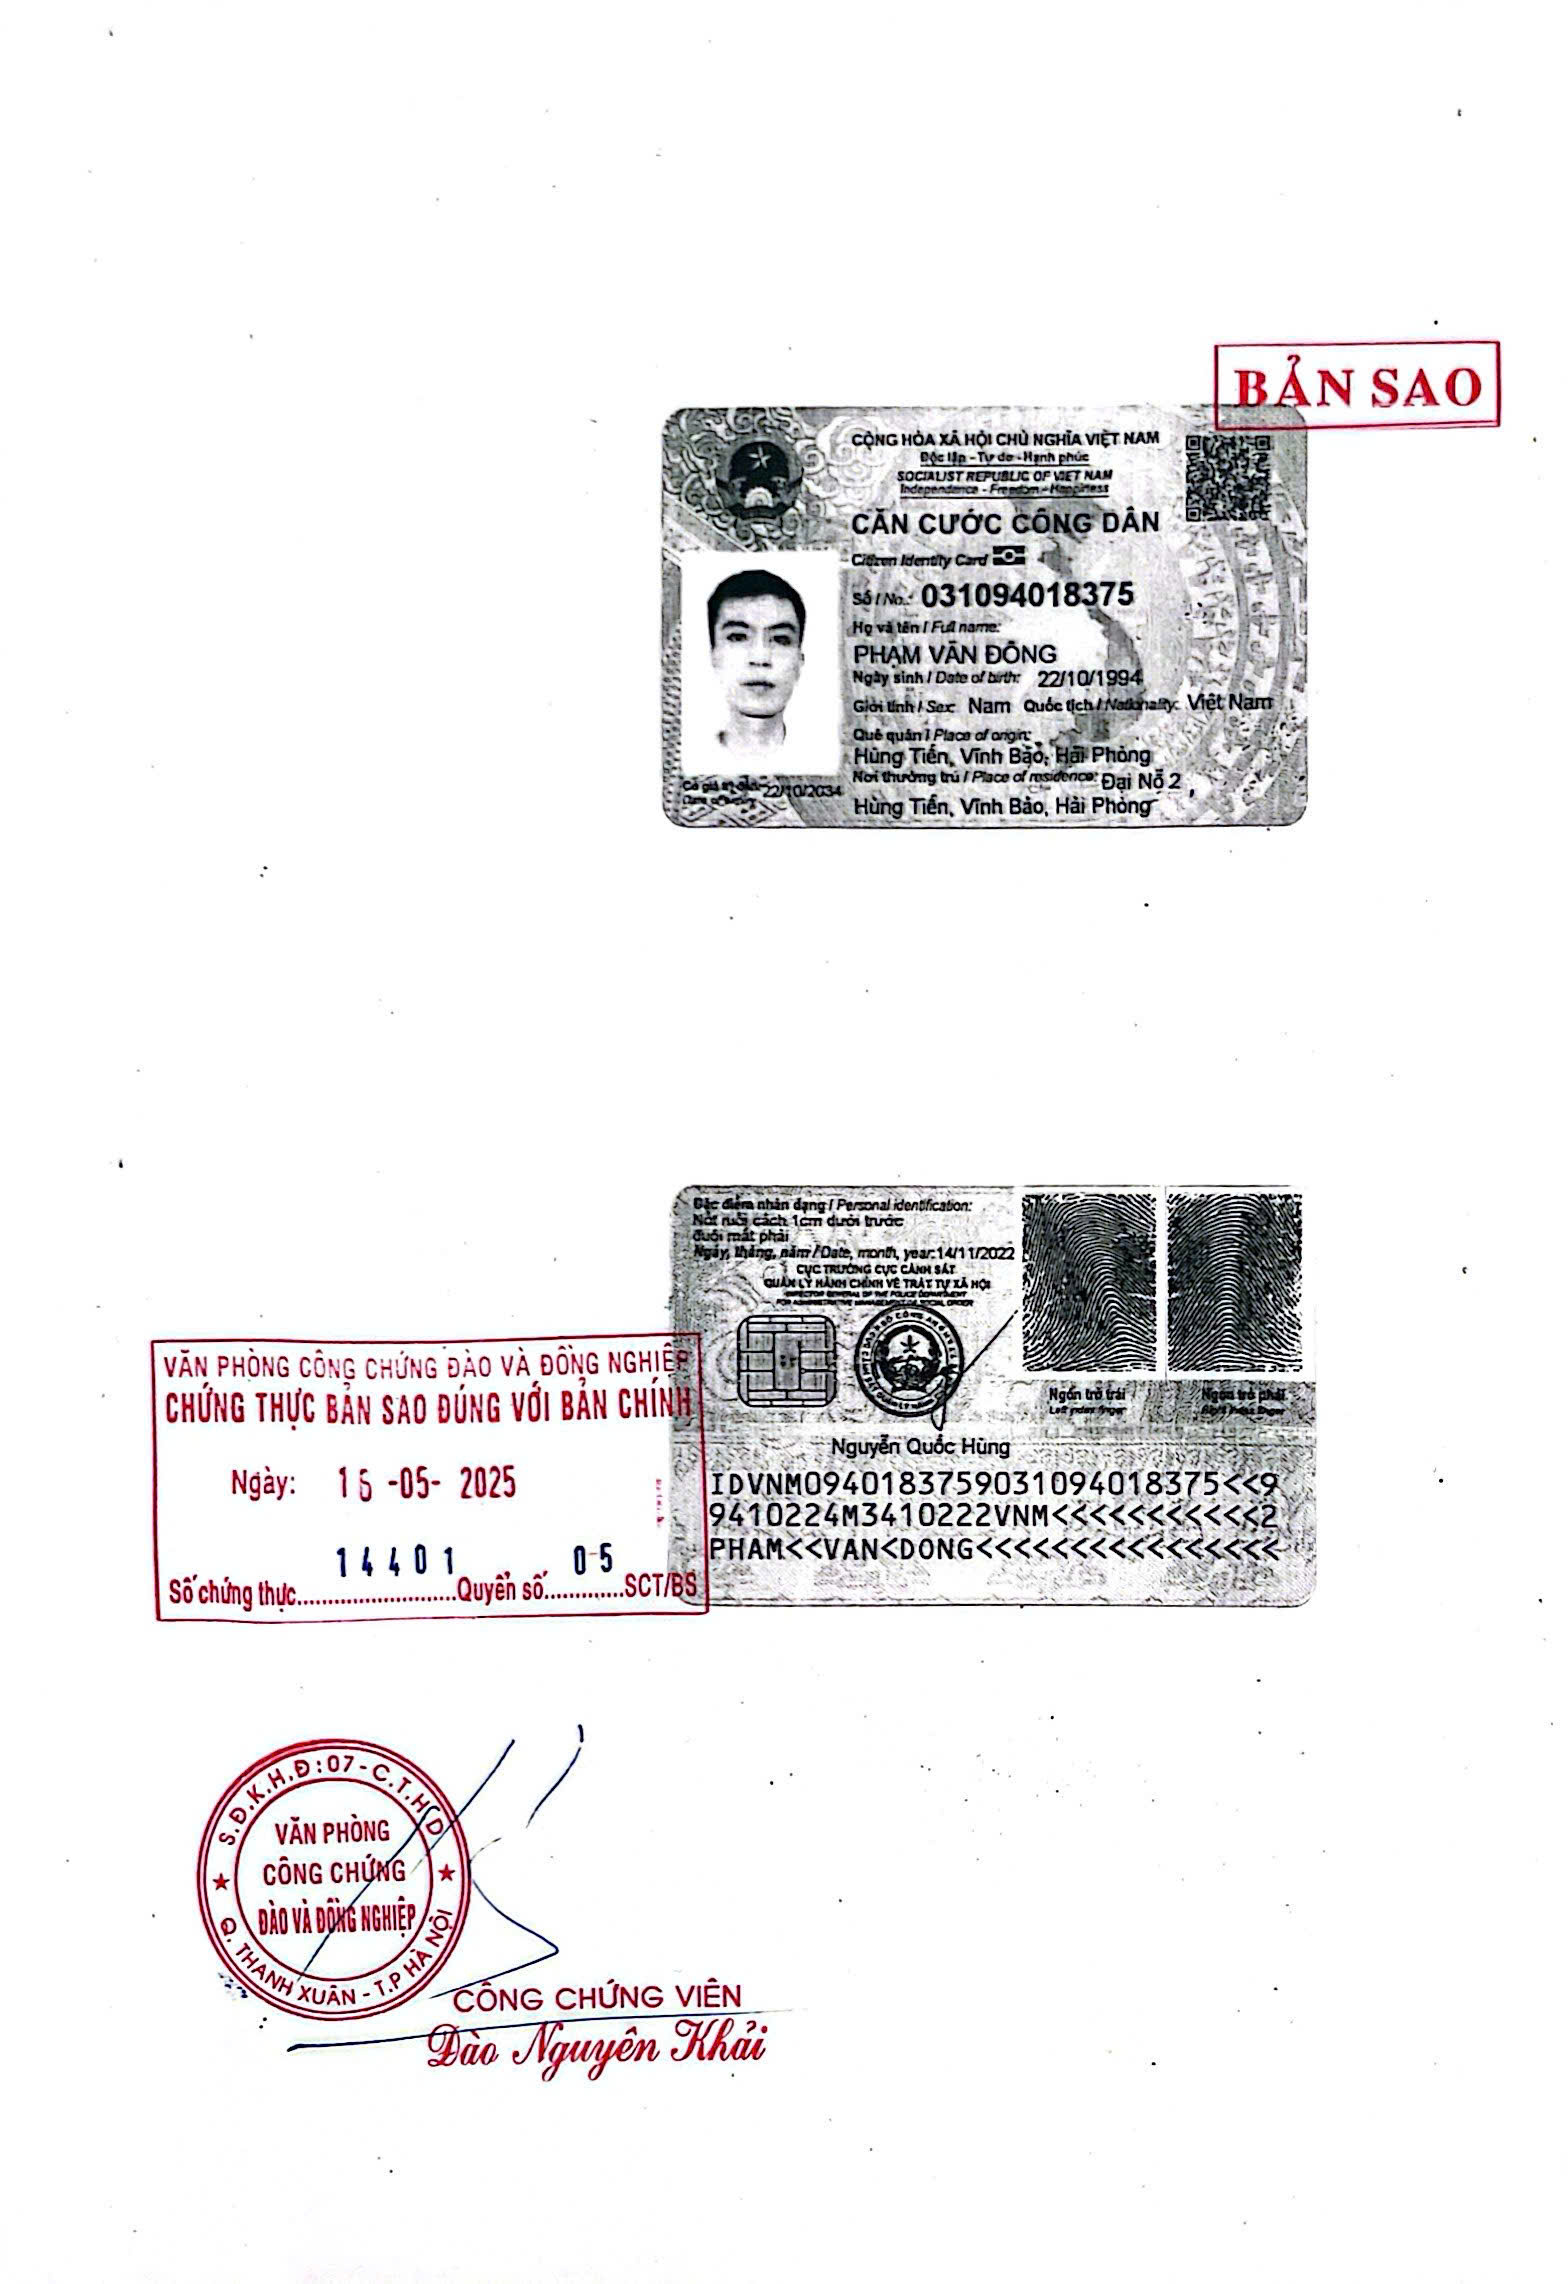 BẢN SAO
CỘNG HÒA XÃ HỘI CHỦ NGHĨA VIỆT NAM
Độc lập - Tự do - Hạnh phúc
SOCIALIST REPUBLIC OF VIET NAM
Independence - Freedom - Happiness
CĂN CƯỚC CÔNG DÂN
Citizen Identity Card
Số / No.: 031094018375
Họ và tên / Full name:
PHẠM VĂN ĐÔNG
Ngày sinh / Date of birth: 22/10/1994
Giới tính / Sex: Nam Quốc tịch / Nationality: Việt Nam
Quê quán / Place of origin:
Hùng Tiến, Vĩnh Bảo, Hải Phòng
Nơi thường trú / Place of residence: Đại Nỗ 2 ,
Hùng Tiến, Vĩnh Bảo, Hải Phòng
Có giá trị đến: 22/10/2034
Date of expiry
Đặc điểm nhân dạng / Personal identification:
Nốt ruồi cách 1cm dưới trước
đuôi mắt phải
Ngày, tháng, năm / Date, month, year: 14/11/2022
CỤC TRƯỞNG CỤC CẢNH SÁT
QUẢN LÝ HÀNH CHÍNH VỀ TRẬT TỰ XÃ HỘI
DIRECTOR GENERAL OF THE POLICE DEPARTMENT
FOR ADMINISTRATIVE MANAGEMENT OF SOCIAL ORDER
Ngón trỏ trái
Left index finger
Ngón trỏ phải
Right index finger
Nguyễn Quốc Hùng
IDVNM0940183759031094018375<<9
9410224M3410222VNM<<<<<<<<<<<2
PHAM<<VAN<DONG<<<<<<<<<<<<<<<<
VĂN PHÒNG CÔNG CHỨNG ĐÀO VÀ ĐỒNG NGHIỆP
CHỨNG THỰC BẢN SAO ĐÚNG VỚI BẢN CHÍNH
Ngày: -05- 2025
Số chứng thực 14401 Quyển số 05 SCT/BS
S.Đ.K.H.Đ:07-C.T.H.D
VĂN PHÒNG
CÔNG CHỨNG
ĐÀO VÀ ĐỒNG NGHIỆP
Q. THANH XUÂN - T.P HÀ NỘI
CÔNG CHỨNG VIÊN
Đào Nguyên Khải